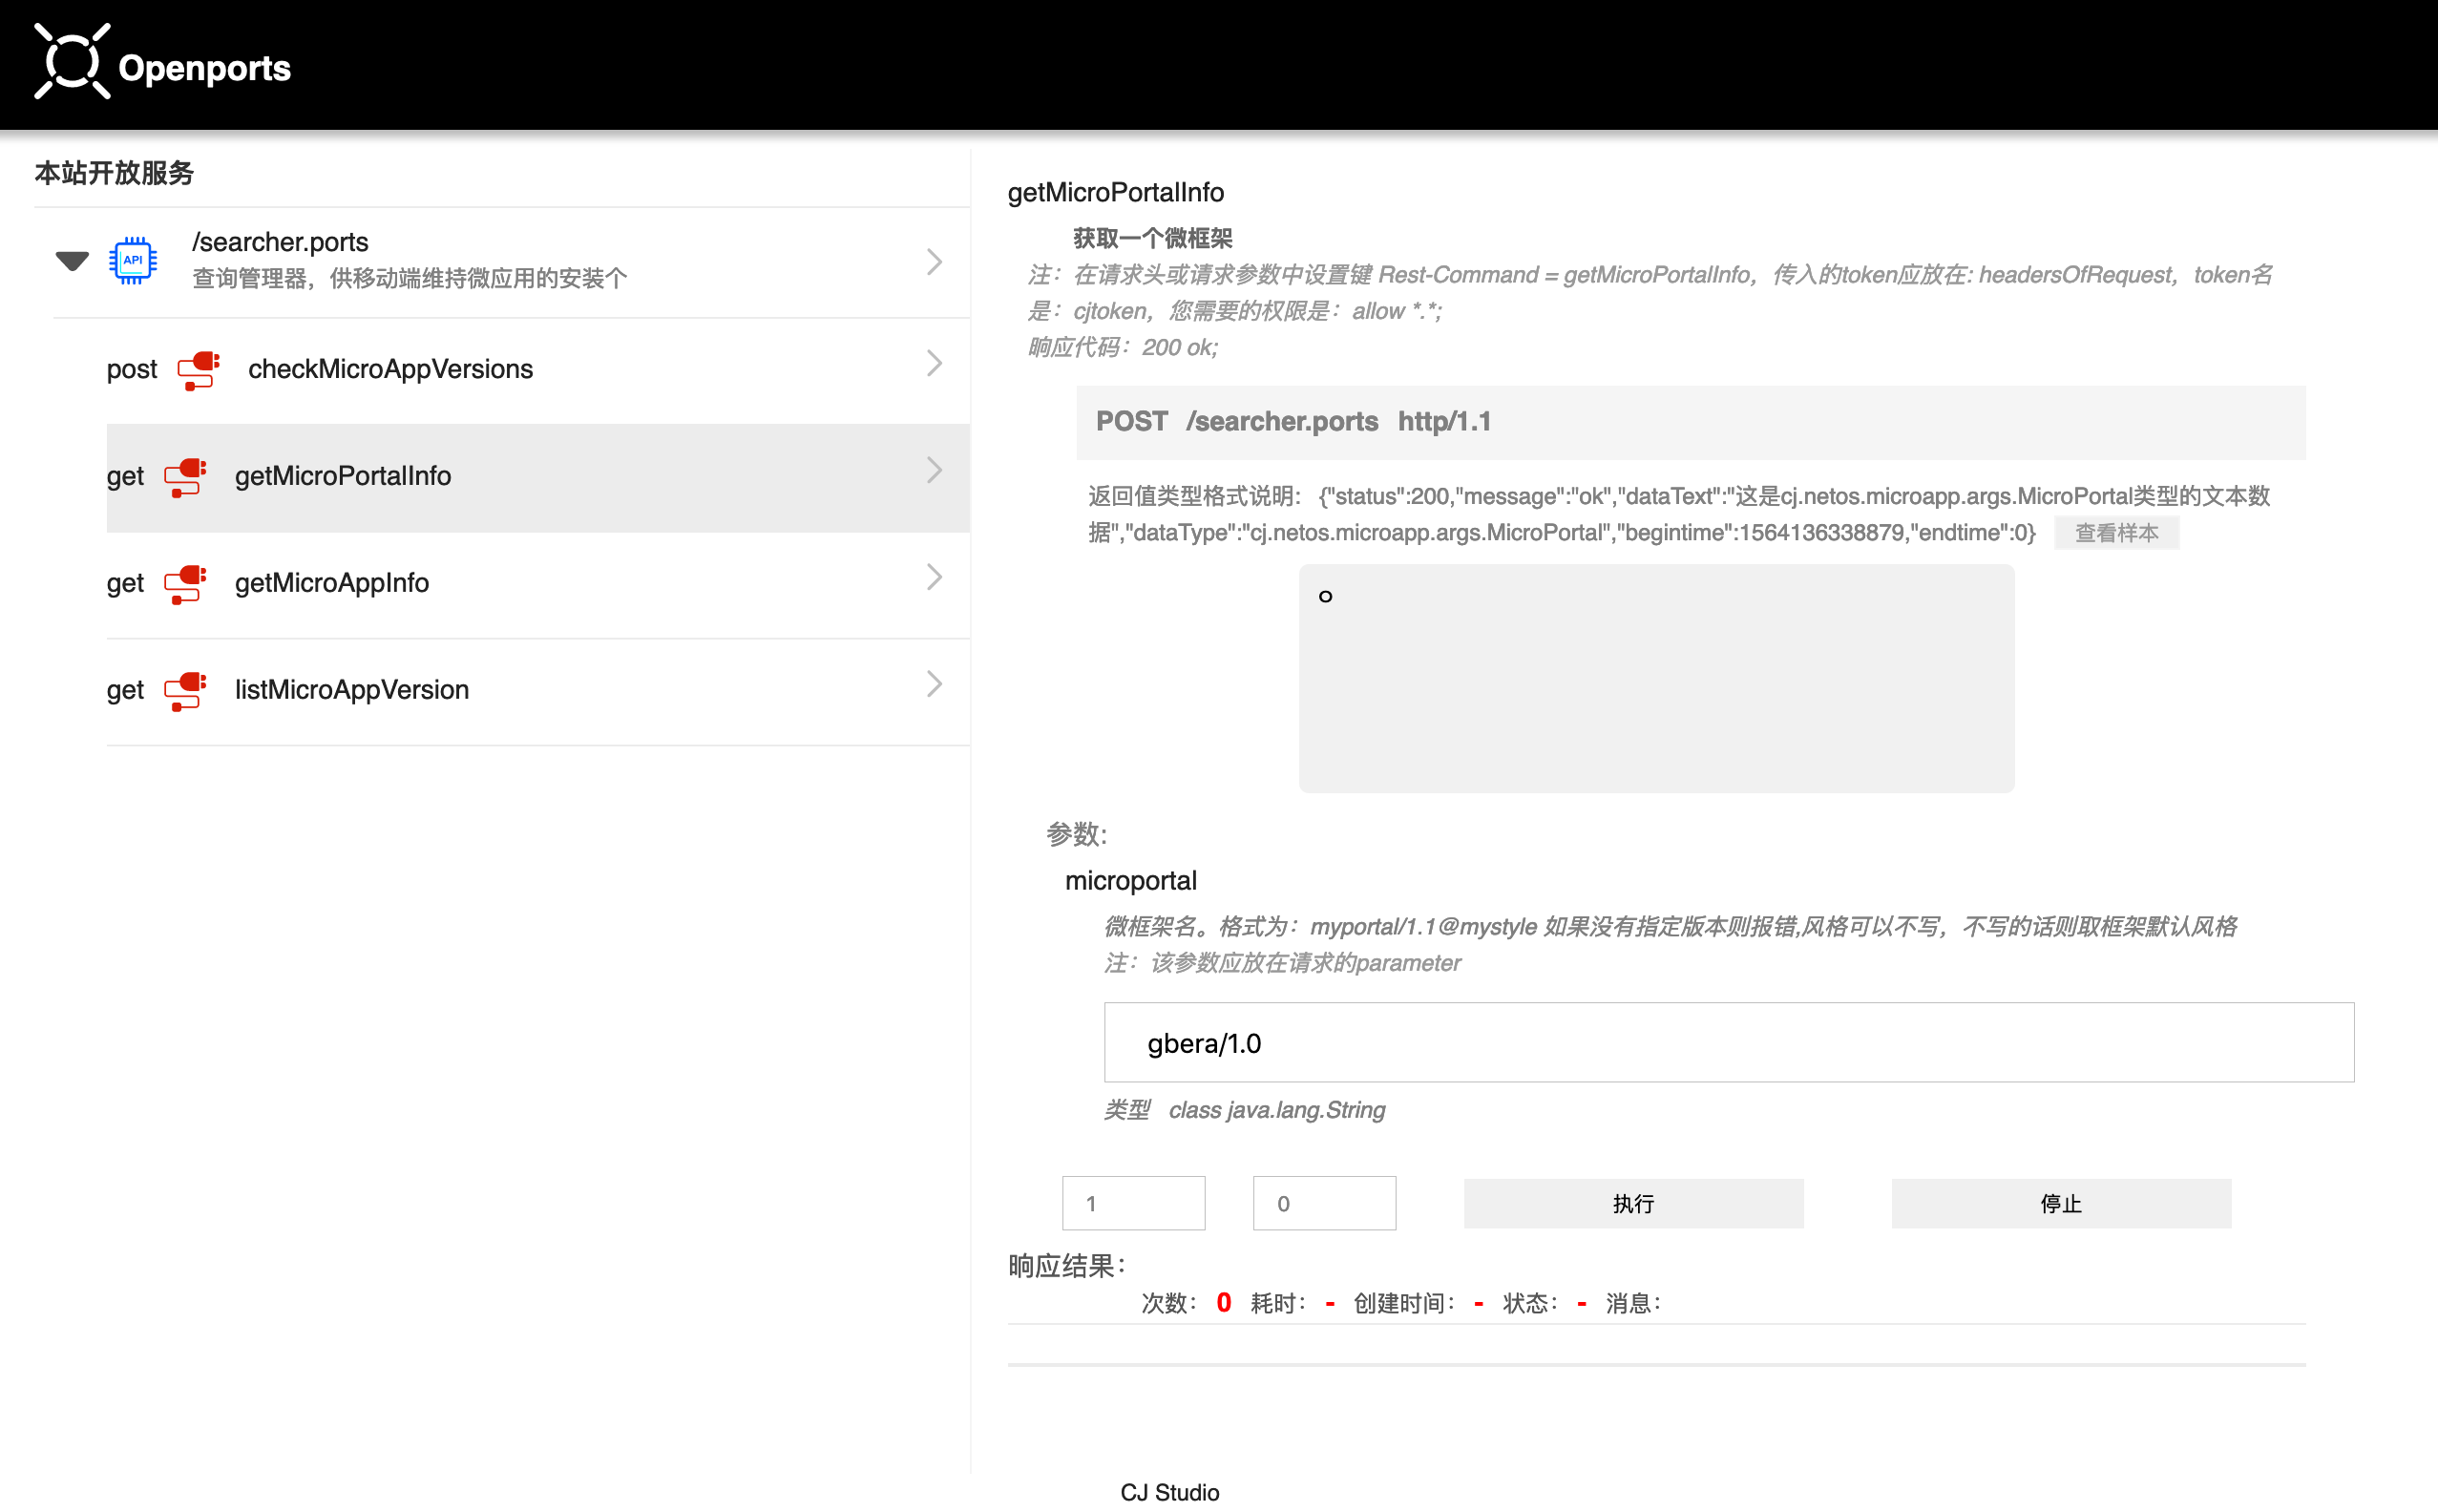 Openports
本站开放服务
API
/searcher.ports
查询管理器，供移动端维持微应用的安装个
post checkMicroAppVersions
get getMicroPortalInfo
get getMicroAppInfo
get listMicroAppVersion
getMicroPortalInfo
获取一个微框架
注：在请求头或请求参数中设置键 Rest-Command = getMicroPortalInfo，传入的token应放在: headersOfRequest，token名
是：cjtoken，您需要的权限是：allow *.*;
响应代码：200 ok;
POST /searcher.ports http/1.1
返回值类型格式说明： {"status":200,"message":"ok","dataText":"这是cj.netos.microapp.args.MicroPortal类型的文本数
据","dataType":"cj.netos.microapp.args.MicroPortal","begintime":1564136338879,"endtime":0} 查看样本
参数:
microportal
微框架名。格式为：myportal/1.1@mystyle 如果没有指定版本则报错,风格可以不写，不写的话则取框架默认风格
注：该参数应放在请求的parameter
gbera/1.0
类型 class java.lang.String
1 0 执行 停止
响应结果：
次数： 0 耗时： - 创建时间： - 状态： - 消息：
CJ Studio